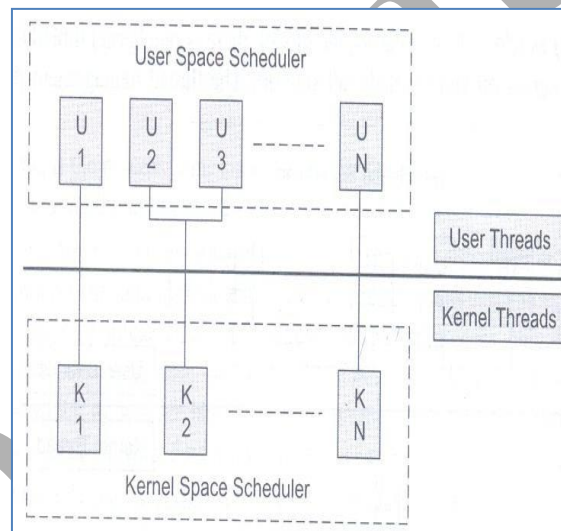 User Space Scheduler
U U U U
1 2 3 N
User Threads
Kernel Threads
K K K
1 2 N
Kernel Space Scheduler